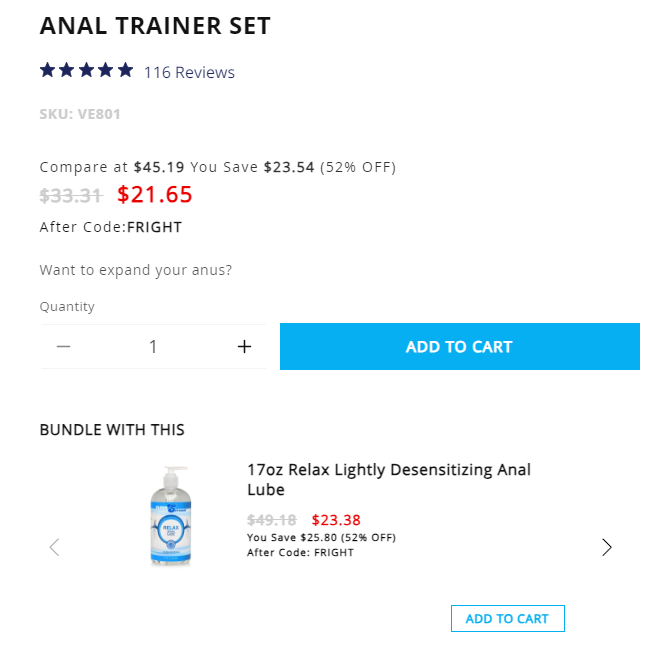 ANAL TRAINER SET
116 Reviews
SKU: VE801
Compare at $45.19 You Save $23.54 (52% OFF)
$33.31 $21.65
After Code:FRIGHT
Want to expand your anus?
Quantity
1
ADD TO CART
BUNDLE WITH THIS
17oz Relax Lightly Desensitizing Anal
Lube
$49.18 $23.38
You Save $25.80 (52% OFF)
After Code: FRIGHT
RELAX
ADD TO CART